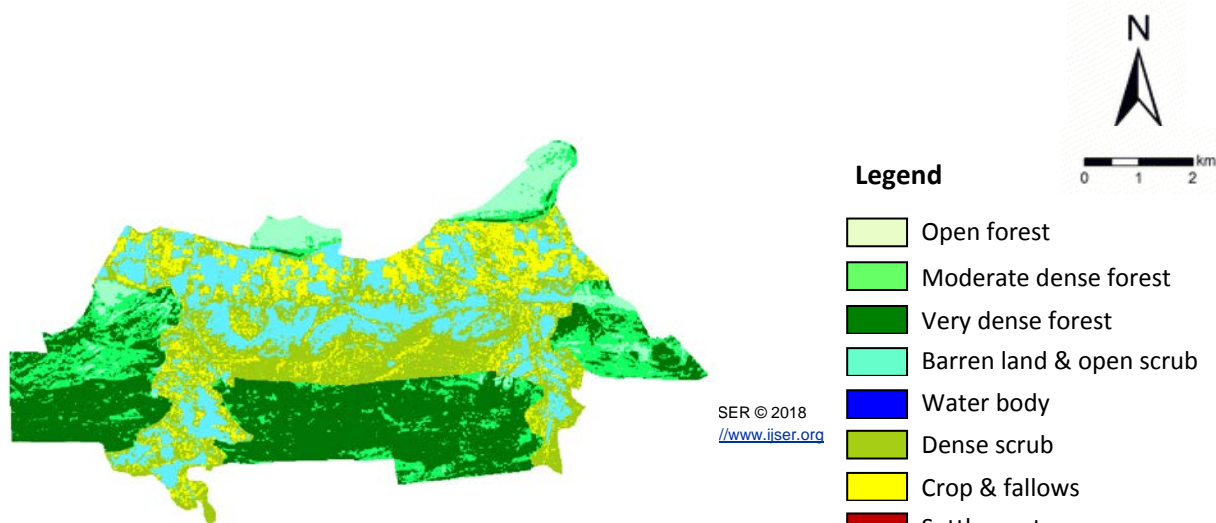 N
km
0 1 2
Legend
Open forest
Moderate dense forest
Very dense forest
Barren land & open scrub
Water body
Dense scrub
Crop & fallows
SER © 2018
//www.ijser.org